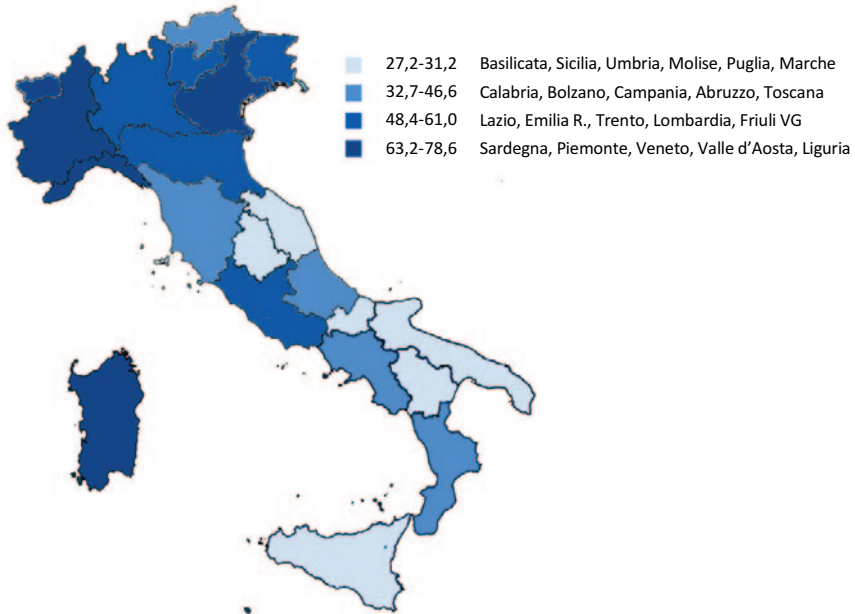 27,2-31,2 Basilicata, Sicilia, Umbria, Molise, Puglia, Marche
32,7-46,6 Calabria, Bolzano, Campania, Abruzzo, Toscana
48,4-61,0 Lazio, Emilia R., Trento, Lombardia, Friuli VG
63,2-78,6 Sardegna, Piemonte, Veneto, Valle d’Aosta, Liguria